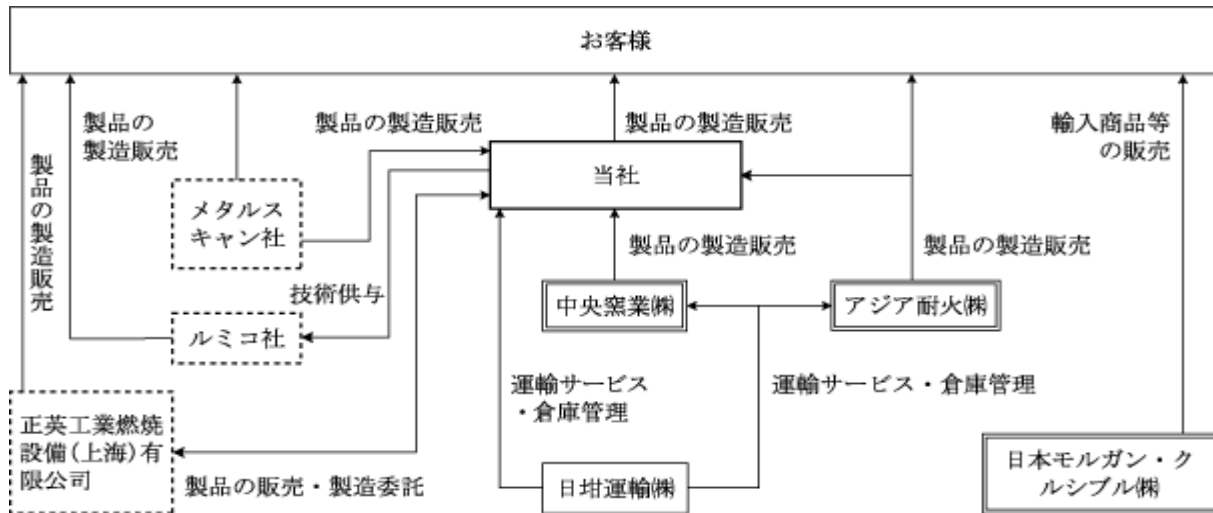 お客様
製品の
製造販売
製品の製造販売
製品の製造販売
輸入商品等
の販売
製品の製造販売
当社
メタルス
キャン社
製品の製造販売
製品の製造販売
技術供与
中央窯業㈱
アジア耐火㈱
ルミコ社
運輸サービス
・倉庫管理
運輸サービス・倉庫管理
正英工業燃焼
設備(上海)有
限公司
製品の販売・製造委託
日坩運輸㈱
日本モルガン・ク
ルシブル㈱